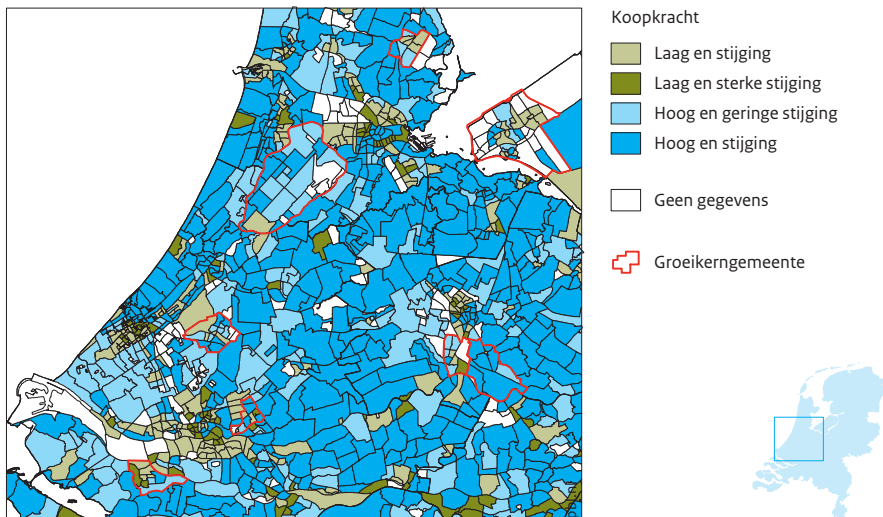 Koopkracht
Laag en stijging
Laag en sterke stijging
Hoog en geringe stijging
Hoog en stijging
Geen gegevens
Groeikerngemeente